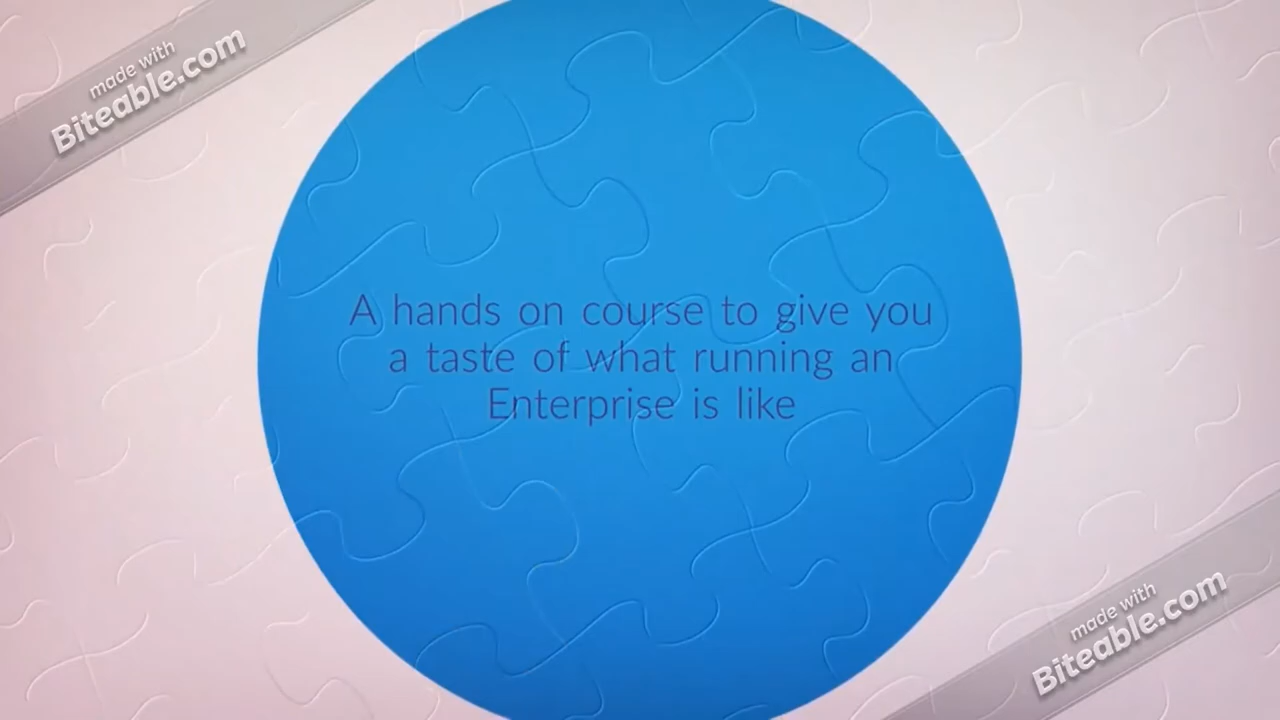 made with
Biteable.com
A hands on course to give you
a taste of what running an
Enterprise is like
made with
Biteable.com